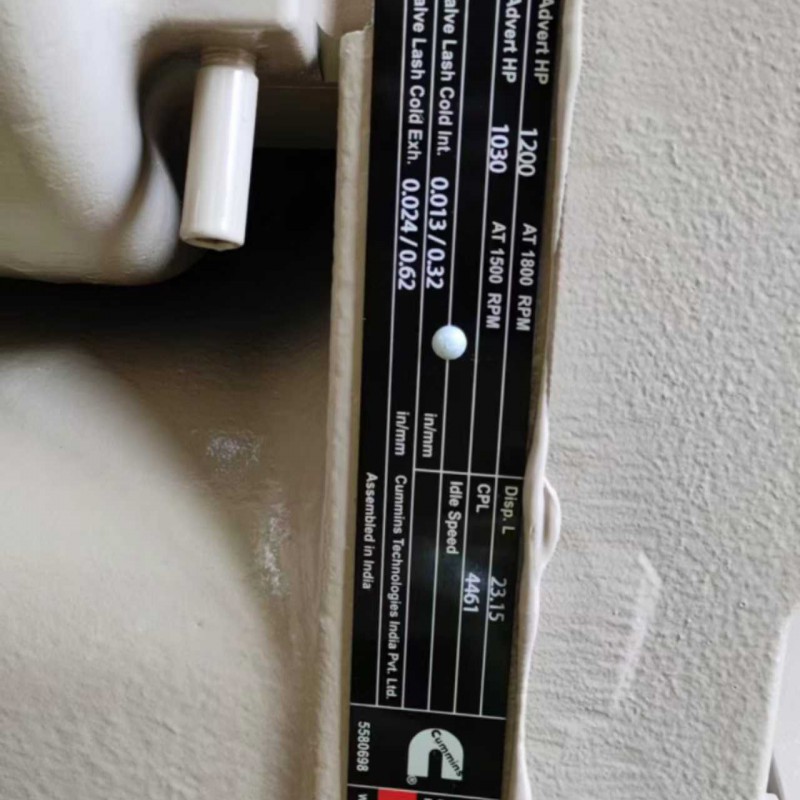 Advert HP 1200 AT 1800 RPM
Advert HP 1030 AT 1500 RPM
alve Lash Cold Int. 0.013 / 0.32 in/mm
alve Lash Cold Exh. 0.024 / 0.62 in/mm
Disp. L 23.15
CPL 4461
Idle Speed
Cummins Technologies India Pvt. Ltd.
Assembled in India
Cummins®
5580698